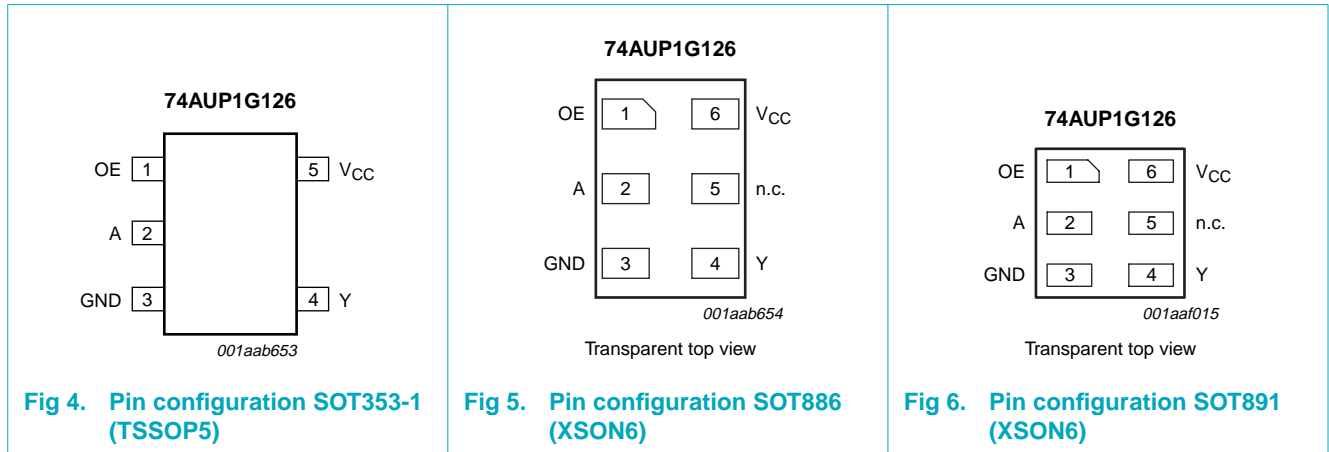 74AUP1G126
OE 1
5 VCC
A 2
GND 3
4 Y
001aab653
Fig 4. Pin configuration SOT353-1
(TSSOP5)
74AUP1G126
OE 1
6 VCC
A 2
5 n.c.
GND 3
4 Y
001aab654
Transparent top view
Fig 5. Pin configuration SOT886
(XSON6)
74AUP1G126
OE 1
6 VCC
A 2
5 n.c.
GND 3
4 Y
001aaf015
Transparent top view
Fig 6. Pin configuration SOT891
(XSON6)